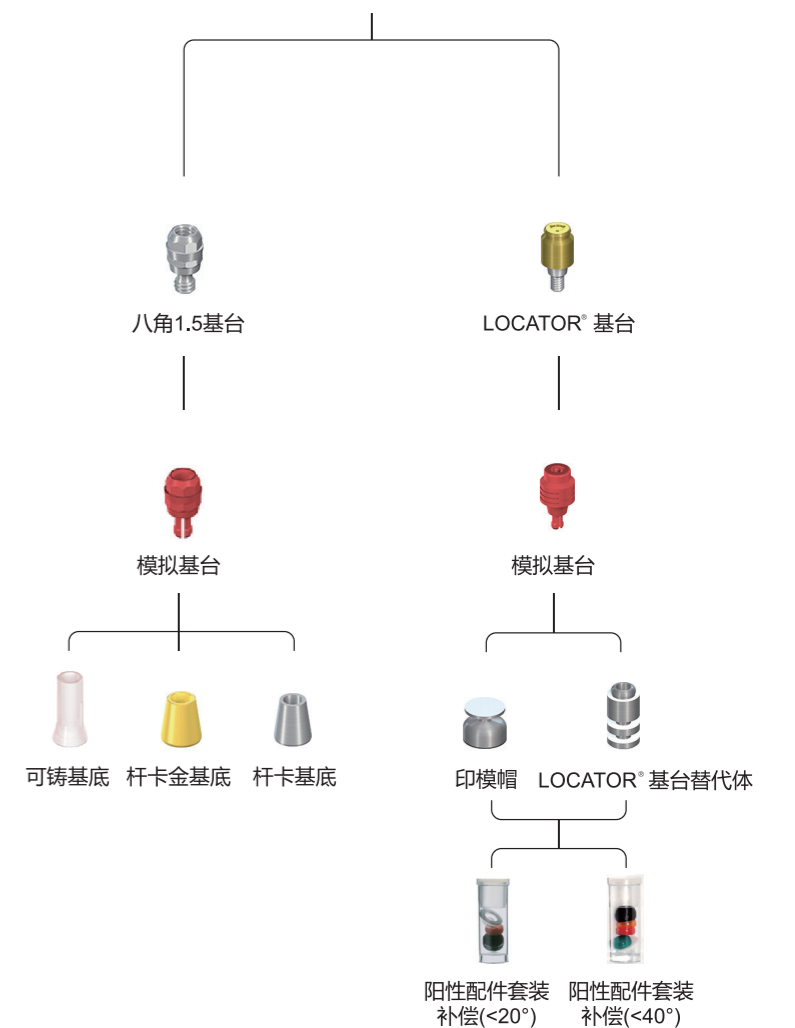 八角1.5基台
LOCATOR® 基台
模拟基台
模拟基台
可铸基底
杆卡金基底
杆卡基底
印模帽
LOCATOR® 基台替代体
阳性配件套装
补偿(<20°)
阳性配件套装
补偿(<40°)